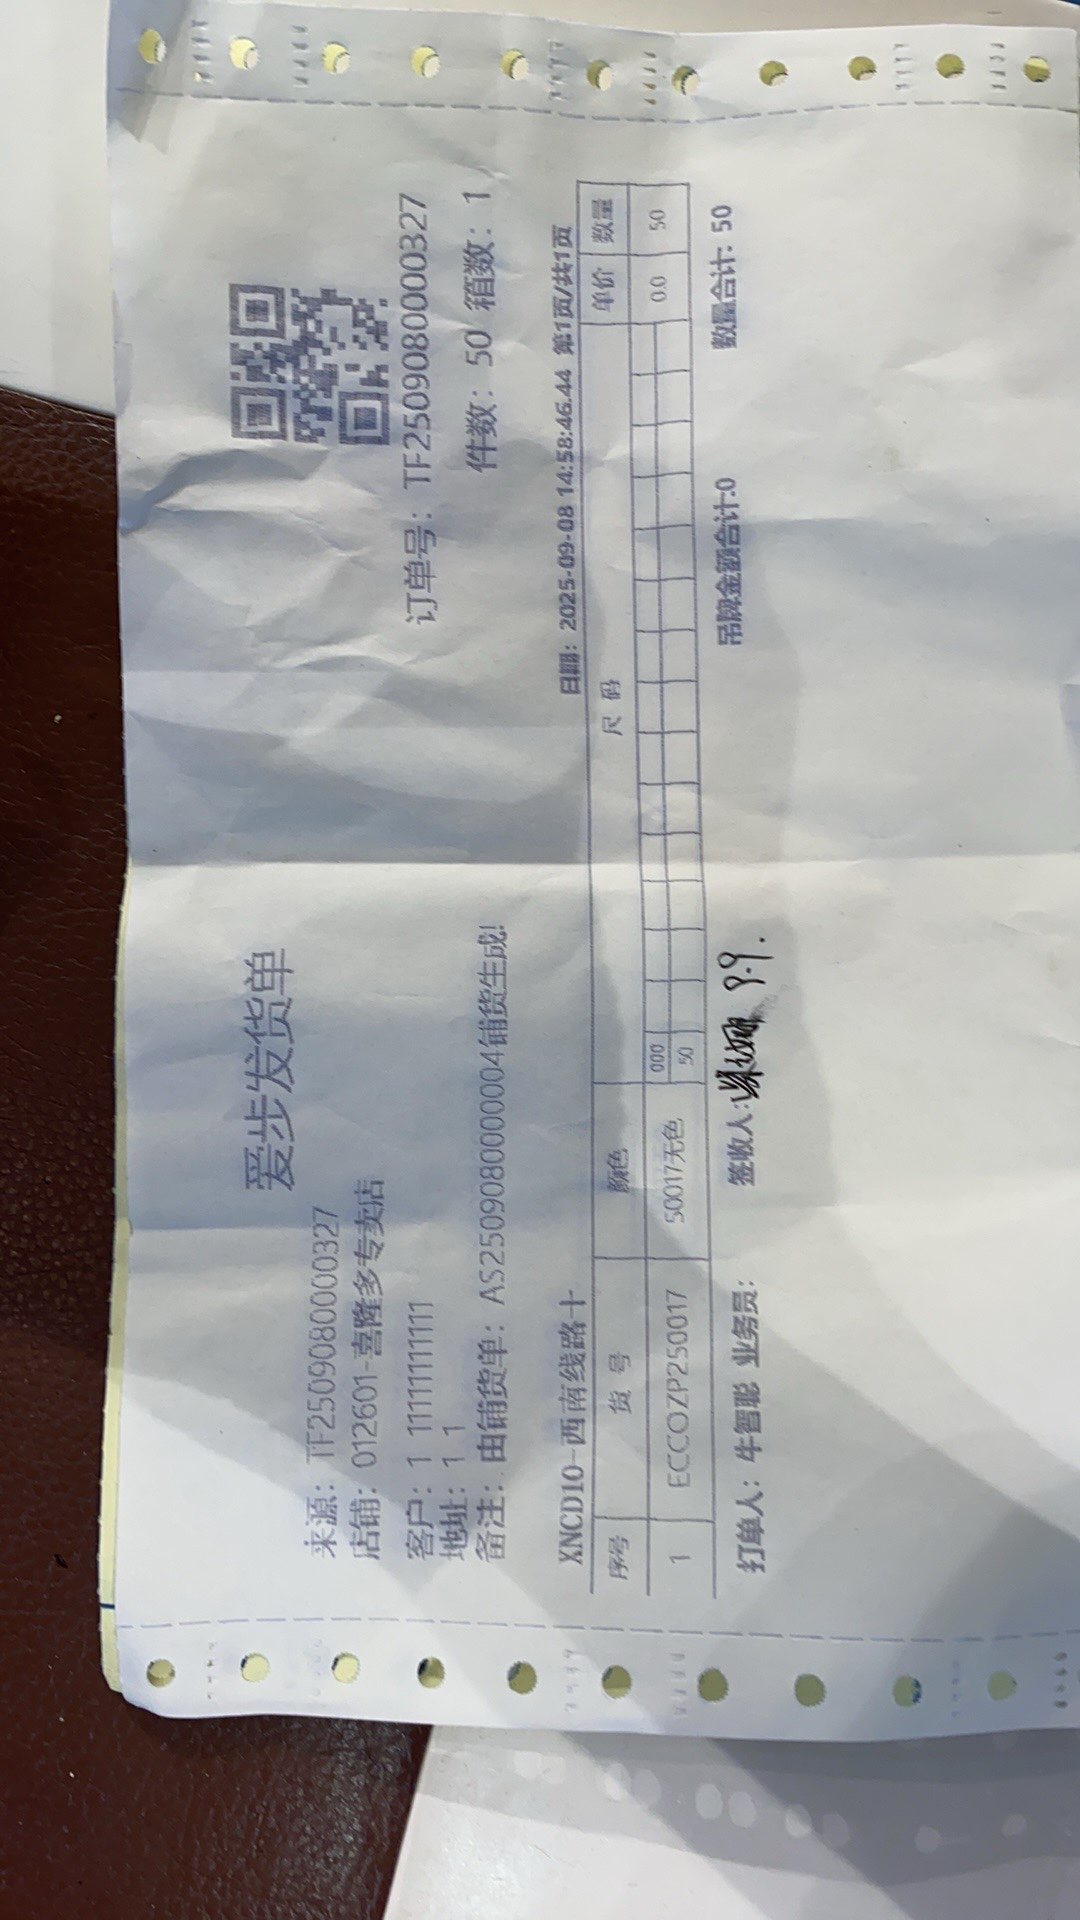 爱步发货单
来源: TF2509080000327
店铺: 012601-喜隆多专卖店
订单号: TF2509080000327
客户: 1 11111111111
地址: 1 1
件数: 50 箱数: 1
备注: 由铺货单: AS2509080000004铺货生成!
XNCD10-西南线路十 日期: 2025-09-08 14:58:46.44 第1页/共1页
序号 货 号 颜色 尺 码 单价 数量
000
1 ECCOZP250017 50017无色 50 0.0 50
打单人: 牛智聪 业务员: 签收人: 9.9. 吊牌金额合计:0 数量合计: 50